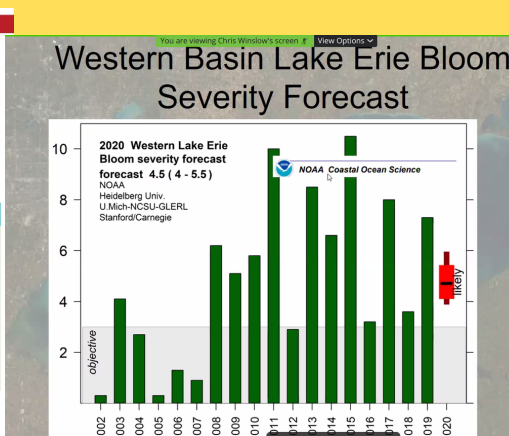 You are viewing Chris Winslow's screen
View Options
Western Basin Lake Erie Bloom
Severity Forecast
2020 Western Lake Erie
Bloom severity forecast
forecast 4.5 ( 4 - 5.5 )
NOAA
Heidelberg Univ.
U.Mich-NCSU-GLERL
Stanford/Carnegie
NOAA Coastal Ocean Science
10
8
6
4
2
objective
likely
002
003
004
005
006
007
008
009
010
011
012
013
014
015
016
017
018
019
020